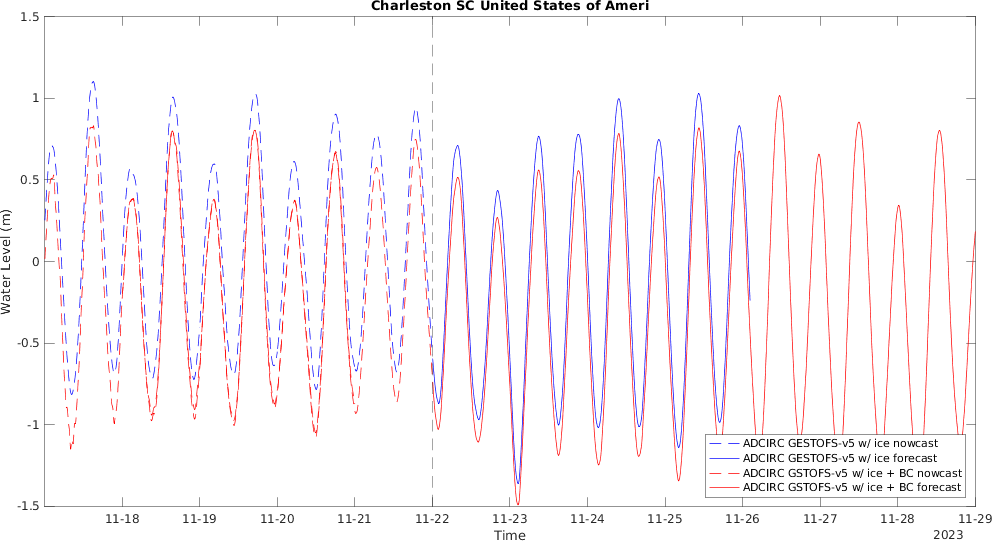 Charleston SC United States of Ameri
1.5
1
0.5
0
-0.5
-1
-1.5
Water Level (m)
11-18 11-19 11-20 11-21 11-22 11-23 11-24 11-25 11-26 11-27 11-28 11-29
Time
2023
ADCIRC GESTOFS-v5 w/ ice nowcast
ADCIRC GESTOFS-v5 w/ ice forecast
ADCIRC GSTOFS-v5 w/ ice + BC nowcast
ADCIRC GSTOFS-v5 w/ ice + BC forecast